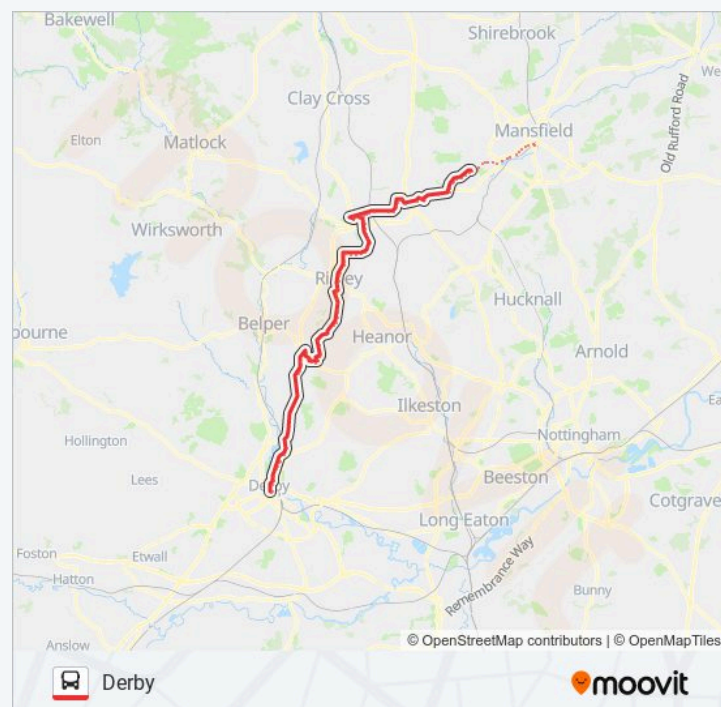 Bakewell
Shirebrook
Clay Cross
Mansfield
Elton
Matlock
Old Rufford Road
Wirksworth
Ripley
Hucknall
Belper
Heanor
Arnold
Ilkeston
Hollington
Nottingham
Lees
Derby
Beeston
Cotgrave
Long Eaton
Foston
Etwall
Hatton
Remembrance Way
Bunny
Anslow
© OpenStreetMap contributors | © OpenMapTiles
Derby
moovit